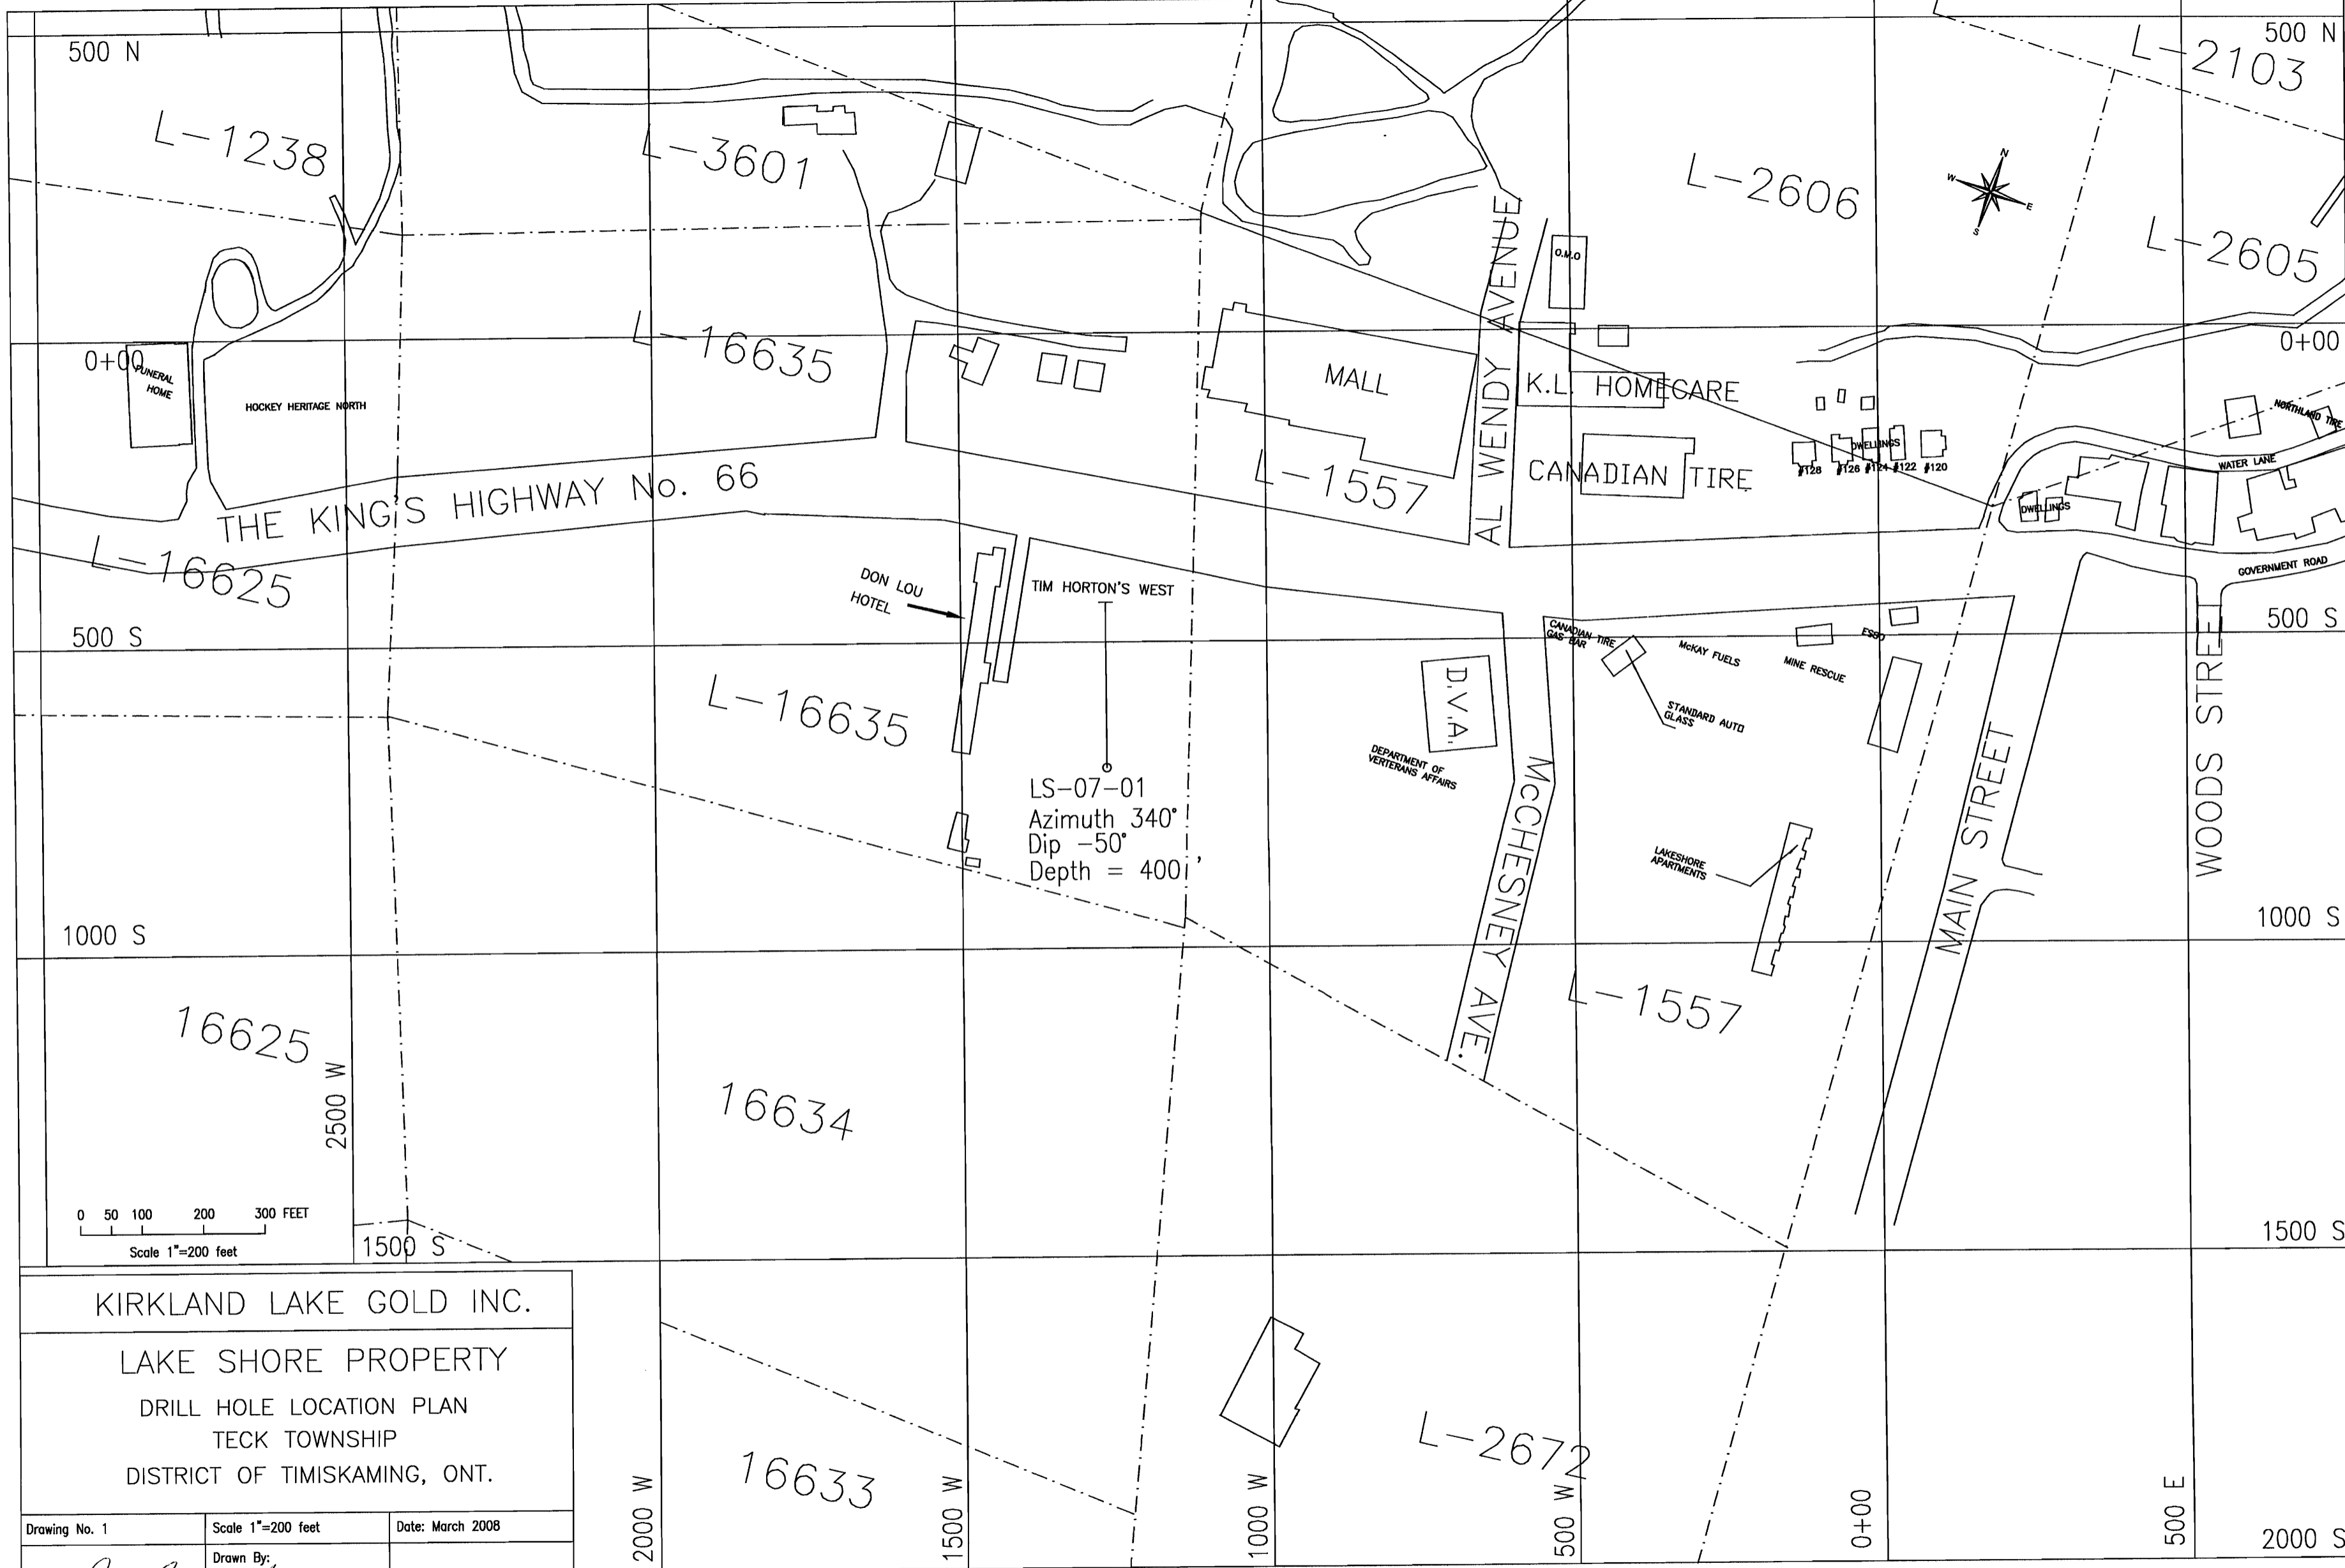 500 N
500 N
L-2103
L-1238
L-3601
L-2606
N
W
E
S
L-2605
O.M.O
AL WENDY AVENUE
0+00
0+00
FUNERAL
HOME
HOCKEY HERITAGE NORTH
L-16635
MALL
K.L. HOMECARE
NORTHLAND TIRE
DWELLINGS
#128 #126 #124 #122 #120
WATER LANE
CANADIAN TIRE
L-1557
THE KING'S HIGHWAY No. 66
DWELLINGS
GOVERNMENT ROAD
L-16625
DON LOU
HOTEL
TIM HORTON'S WEST
500 S
500 S
CANADIAN TIRE
GAS BAR
McKAY FUELS
MINE RESCUE
ESSO
STANDARD AUTO
GLASS
D.V.A.
DEPARTMENT OF
VERTERANS AFFAIRS
L-16635
LS-07-01
Azimuth 340°
Dip -50°
Depth = 400'
McCHESNEY AVE.
LAKESHORE
APARTMENTS
MAIN STREET
WOODS STREET
1000 S
1000 S
L-1557
16625
2500 W
16634
0 50 100 200 300 FEET
Scale 1"=200 feet
1500 S
1500 S
KIRKLAND LAKE GOLD INC.
LAKE SHORE PROPERTY
DRILL HOLE LOCATION PLAN
TECK TOWNSHIP
DISTRICT OF TIMISKAMING, ONT.
Drawing No. 1
Scale 1"=200 feet
Date: March 2008
Drawn By:
16633
L-2672
2000 W
1500 W
1000 W
500 W
0+00
500 E
2000 S